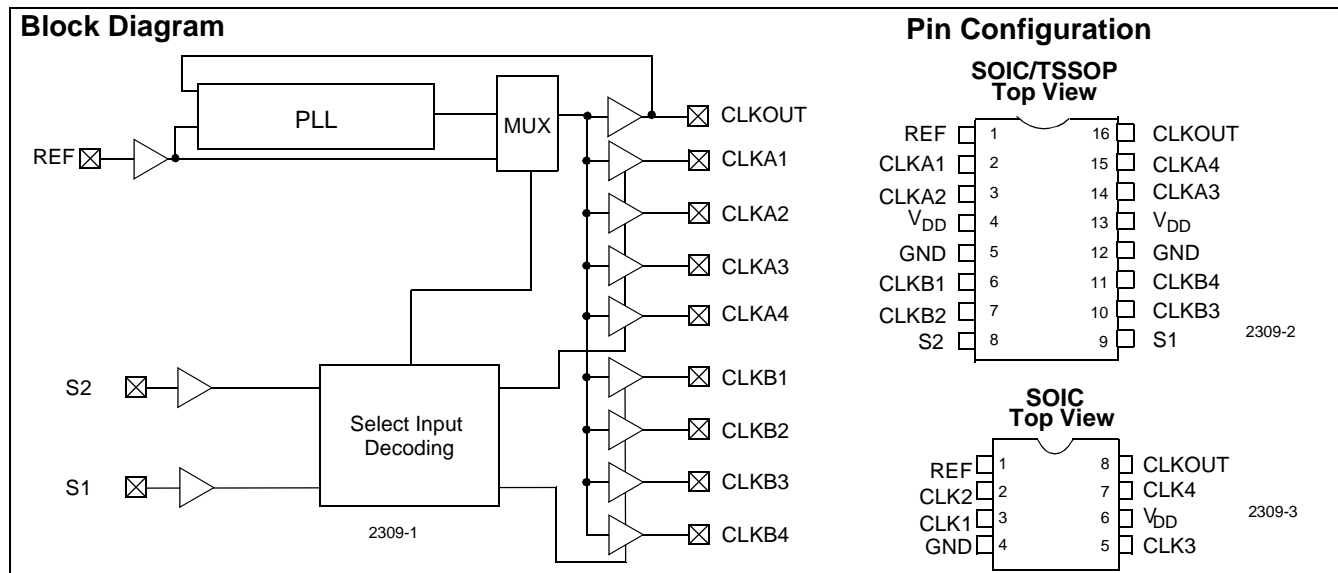 Block Diagram
PLL
MUX
REF
S2
S1
Select Input
Decoding
2309-1
CLKOUT
CLKA1
CLKA2
CLKA3
CLKA4
CLKB1
CLKB2
CLKB3
CLKB4
Pin Configuration
SOIC/TSSOP
Top View
REF 1 16 CLKOUT
CLKA1 2 15 CLKA4
CLKA2 3 14 CLKA3
VDD 4 13 VDD
GND 5 12 GND
CLKB1 6 11 CLKB4
CLKB2 7 10 CLKB3
S2 8 9 S1
2309-2
SOIC
Top View
REF 1 8 CLKOUT
CLK2 2 7 CLK4
CLK1 3 6 VDD
GND 4 5 CLK3
2309-3